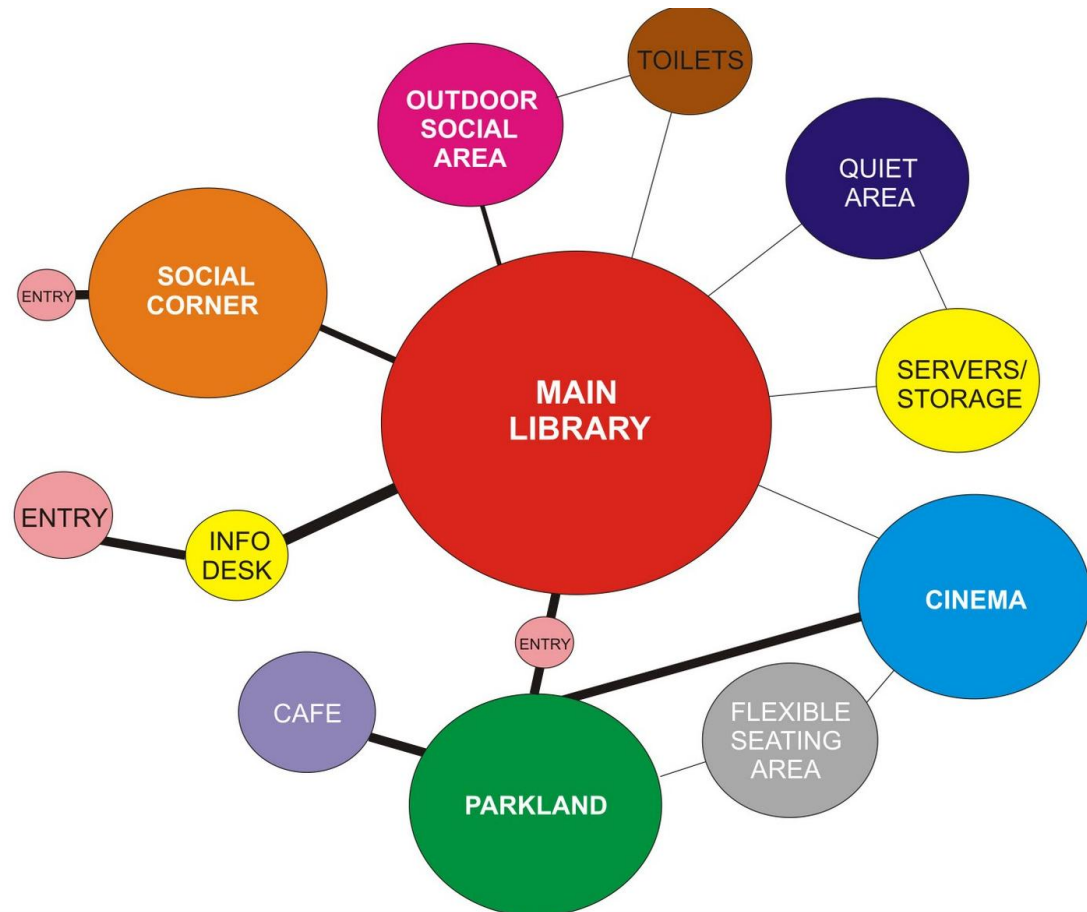 TOILETS
OUTDOOR
SOCIAL
AREA
QUIET
AREA
SOCIAL
CORNER
ENTRY
MAIN
LIBRARY
SERVERS/
STORAGE
ENTRY
INFO
DESK
CINEMA
ENTRY
CAFE
FLEXIBLE
SEATING
AREA
PARKLAND